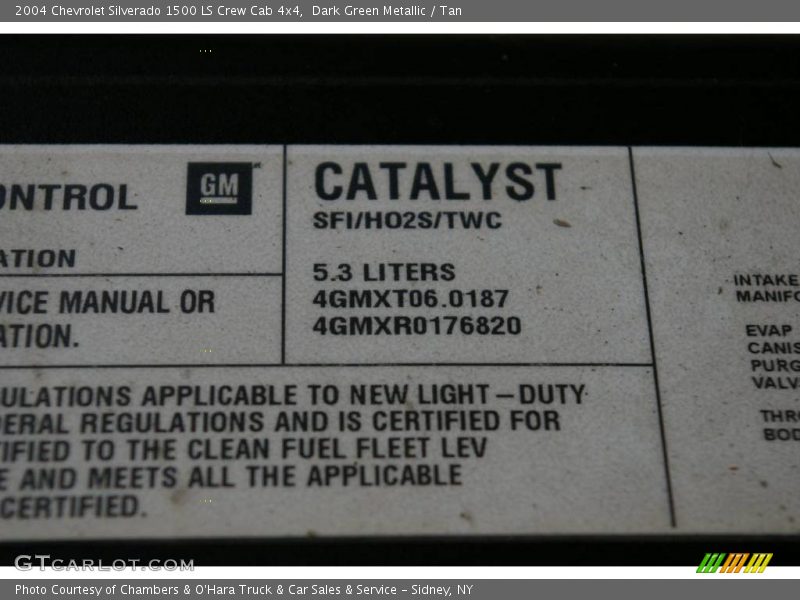 2004 Chevrolet Silverado 1500 LS Crew Cab 4x4, Dark Green Metallic / Tan
ONTROL
GM
ATION
VICE MANUAL OR
ATION.
CATALYST
SFI/HO2S/TWC
5.3 LITERS
4GMXT06.0187
4GMXR0176820
INTAKE
MANIFO
EVAP
CANIS
PURG
VALV
THRO
BOD
ULATIONS APPLICABLE TO NEW LIGHT–DUTY
DERAL REGULATIONS AND IS CERTIFIED FOR
TIFIED TO THE CLEAN FUEL FLEET LEV
E AND MEETS ALL THE APPLICABLE
CERTIFIED.
GTCARLOT.COM
Photo Courtesy of Chambers & O'Hara Truck & Car Sales & Service - Sidney, NY